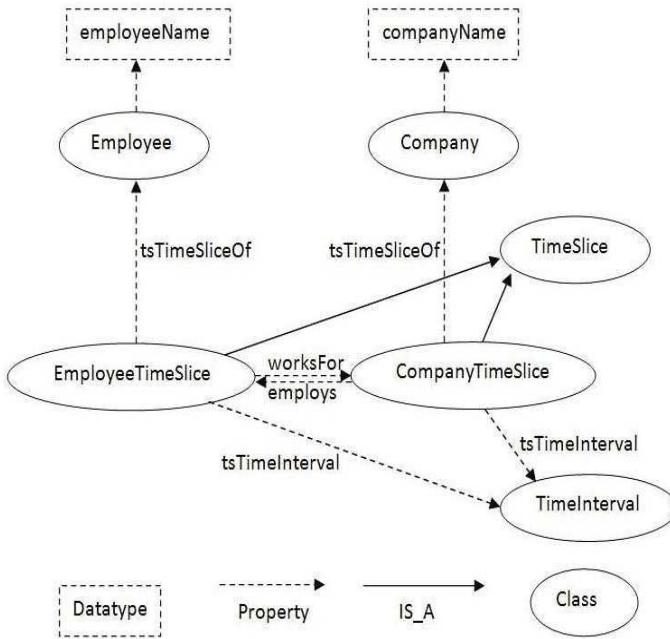 employeeName
companyName
Employee
Company
tsTimeSliceOf
tsTimeSliceOf
TimeSlice
EmployeeTimeSlice
worksFor
employs
CompanyTimeSlice
tsTimeInterval
tsTimeInterval
TimeInterval
Datatype
Property
IS_A
Class